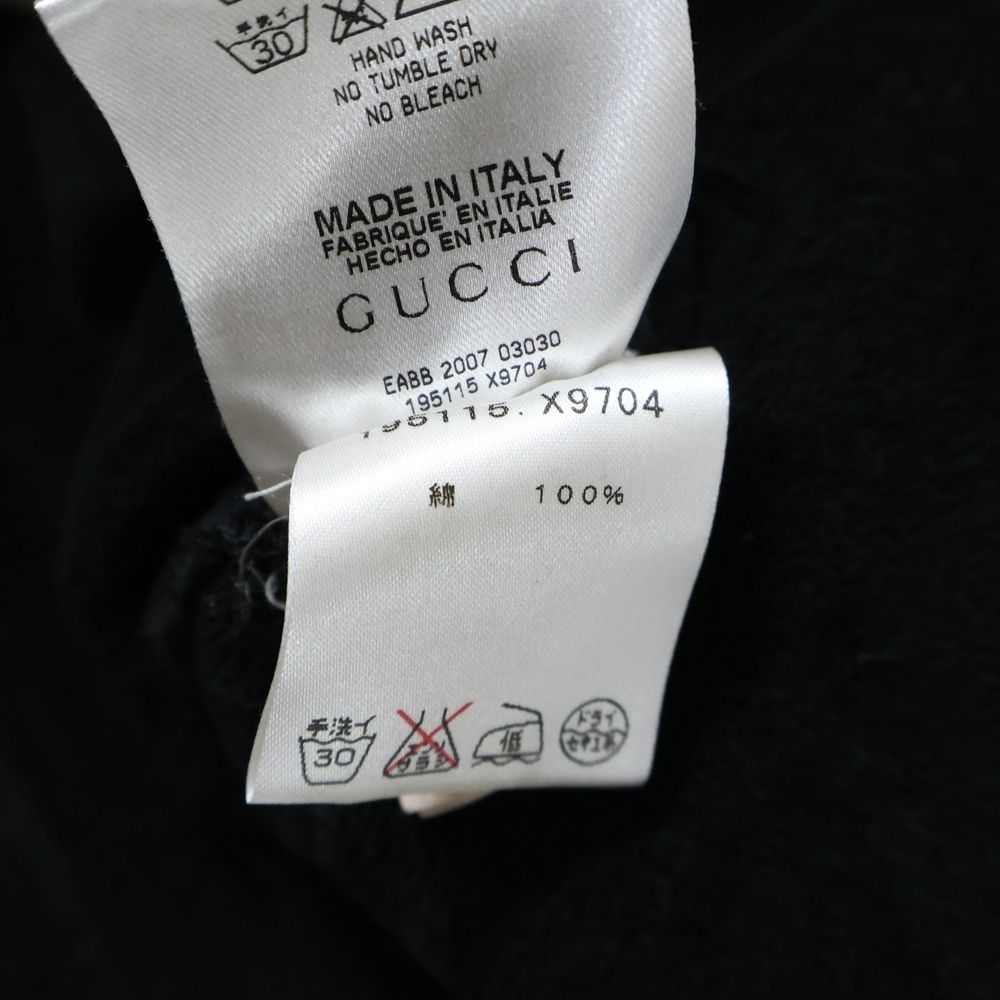 手洗イ
30
HAND WASH
NO TUMBLE DRY
NO BLEACH
MADE IN ITALY
FABRIQUE' EN ITALIE
HECHO EN ITALIA
GUCCI
EABB 2007 03030
195115 X9704
195115. X9704
綿 100%
手洗イ
30
低
ドライ